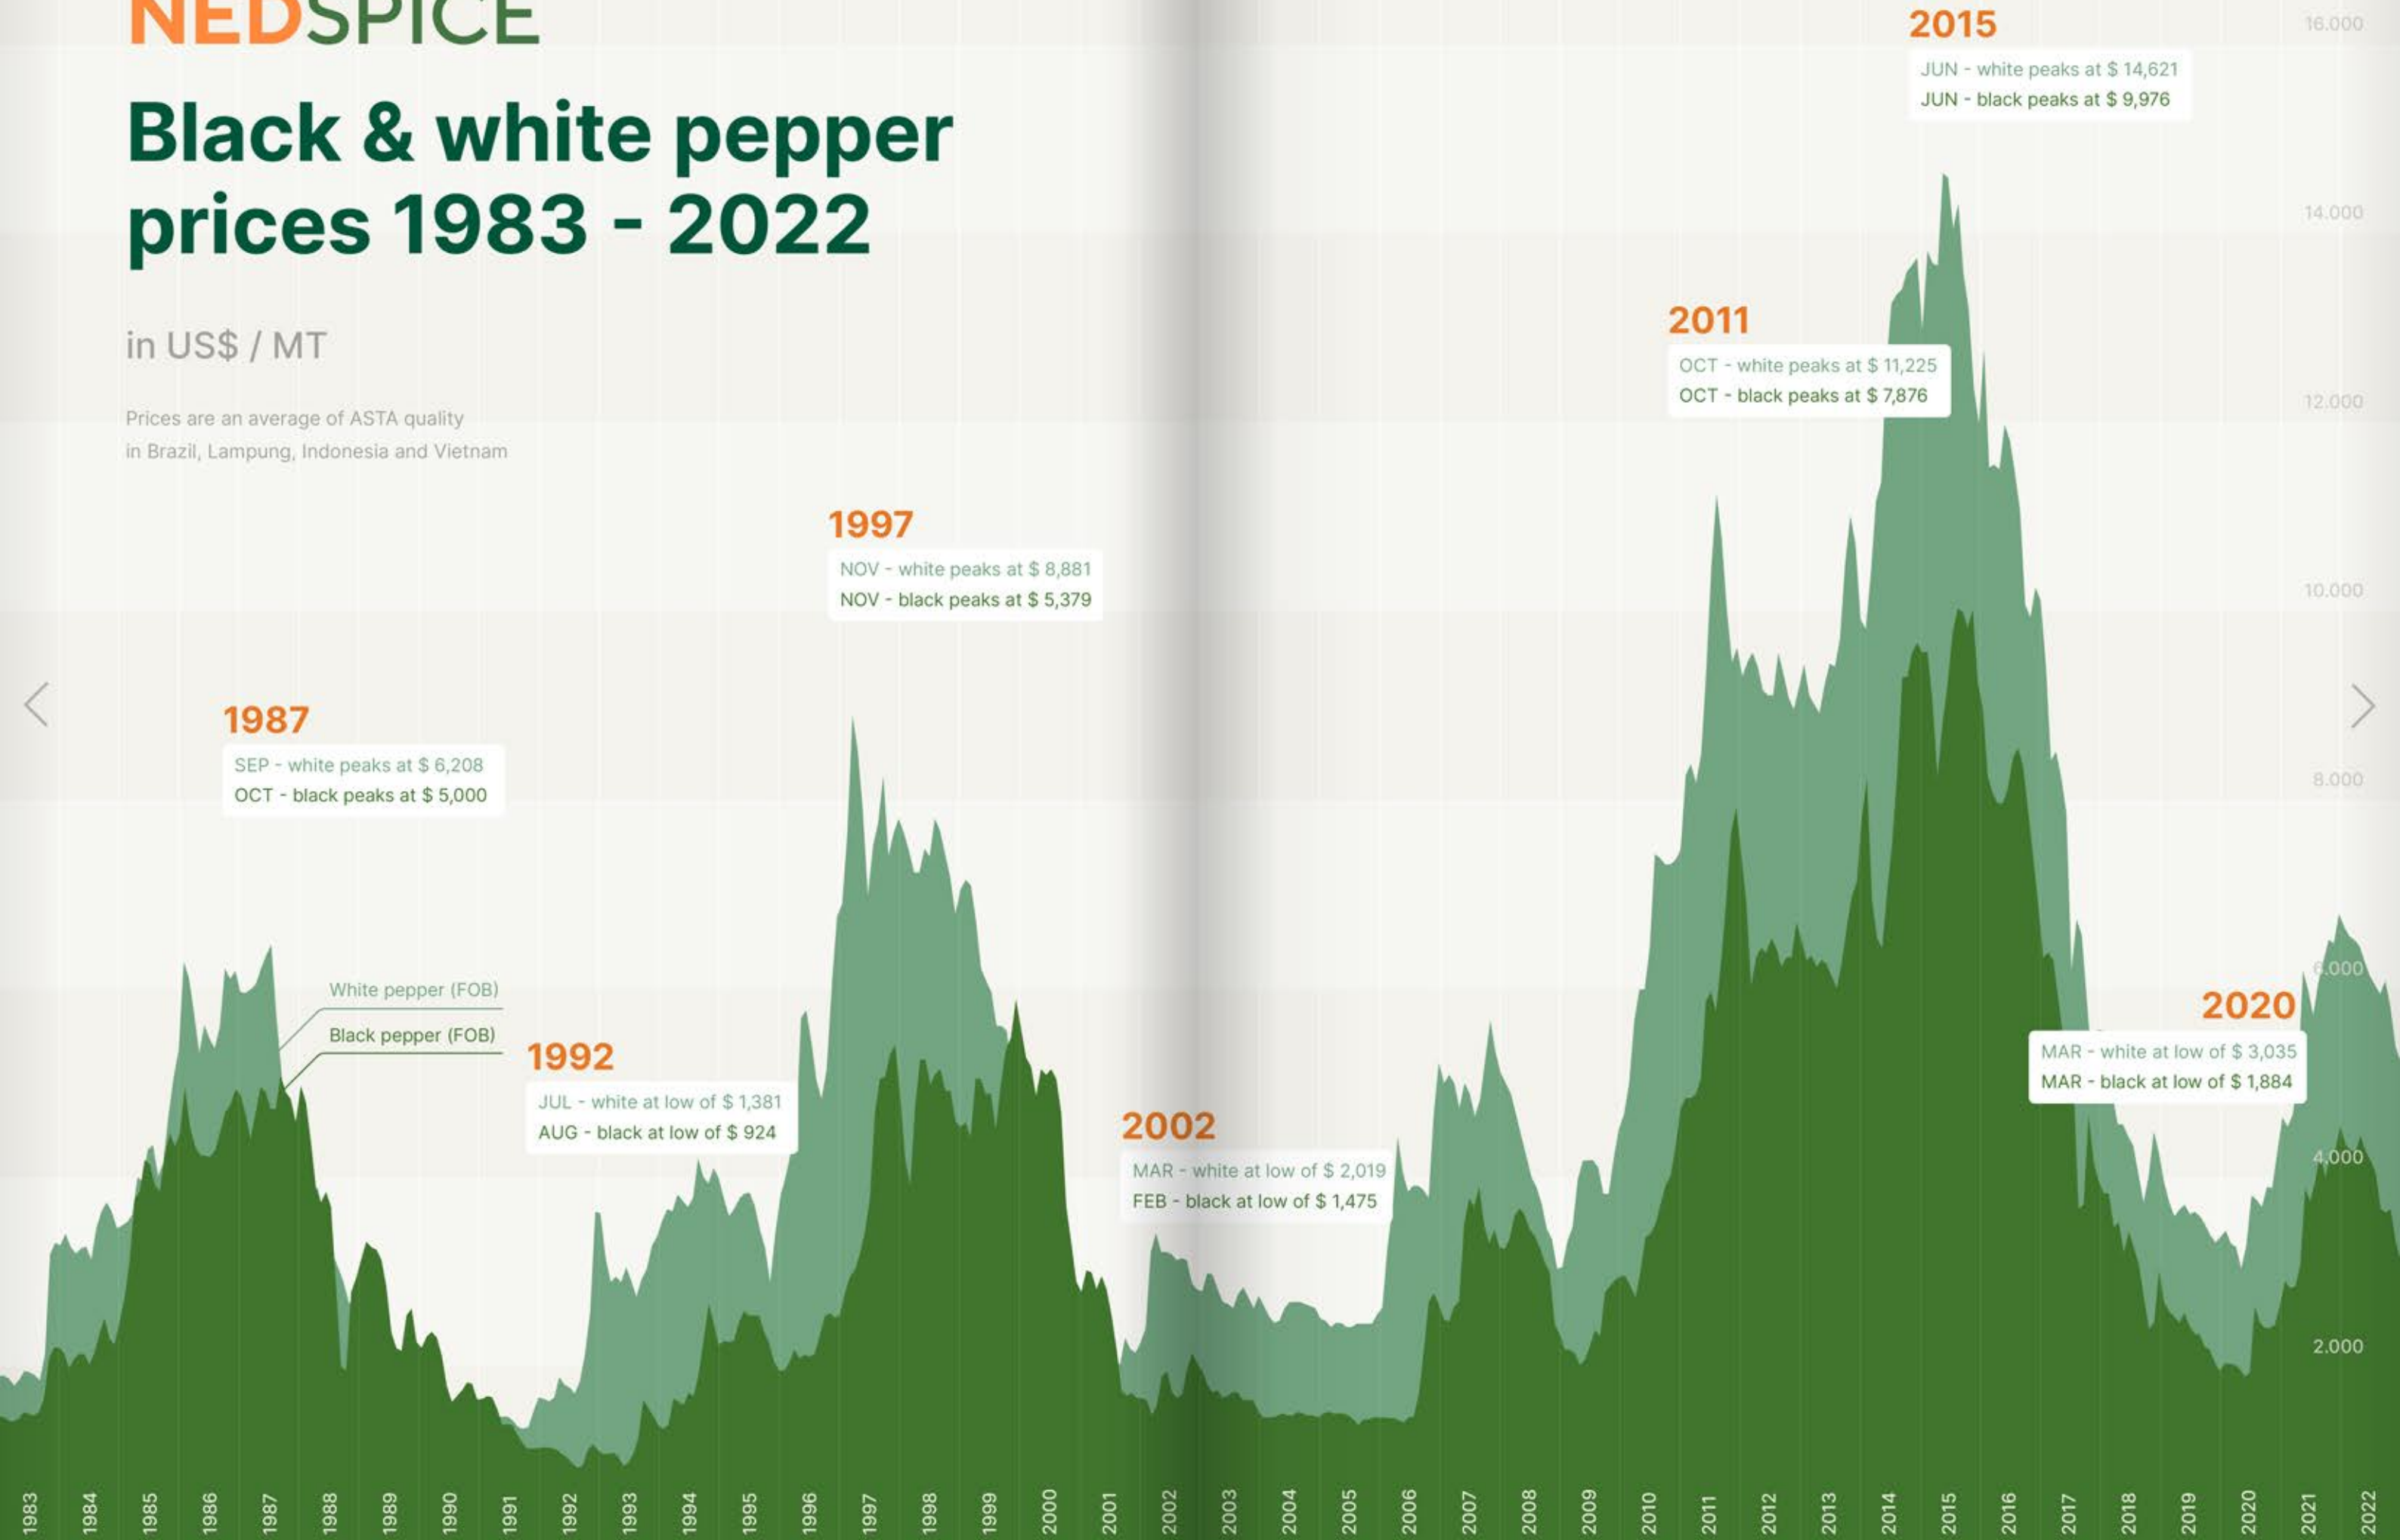 NEDSPICE
Black & white pepper
prices 1983 - 2022
in US$ / MT
Prices are an average of ASTA quality
in Brazil, Lampung, Indonesia and Vietnam
1987
SEP - white peaks at $ 6,208
OCT - black peaks at $ 5,000
White pepper (FOB)
Black pepper (FOB)
1992
JUL - white at low of $ 1,381
AUG - black at low of $ 924
1997
NOV - white peaks at $ 8,881
NOV - black peaks at $ 5,379
2002
MAR - white at low of $ 2,019
FEB - black at low of $ 1,475
2011
OCT - white peaks at $ 11,225
OCT - black peaks at $ 7,876
2015
JUN - white peaks at $ 14,621
JUN - black peaks at $ 9,976
2020
MAR - white at low of $ 3,035
MAR - black at low of $ 1,884
16.000
14.000
12.000
10.000
8.000
6.000
4,000
2.000
1983
1984
1985
1986
1987
1988
1989
1990
1991
1992
1993
1994
1995
1996
1997
1998
1999
2000
2001
2002
2003
2004
2005
2006
2007
2008
2009
2010
2011
2012
2013
2014
2015
2016
2017
2018
2019
2020
2021
2022